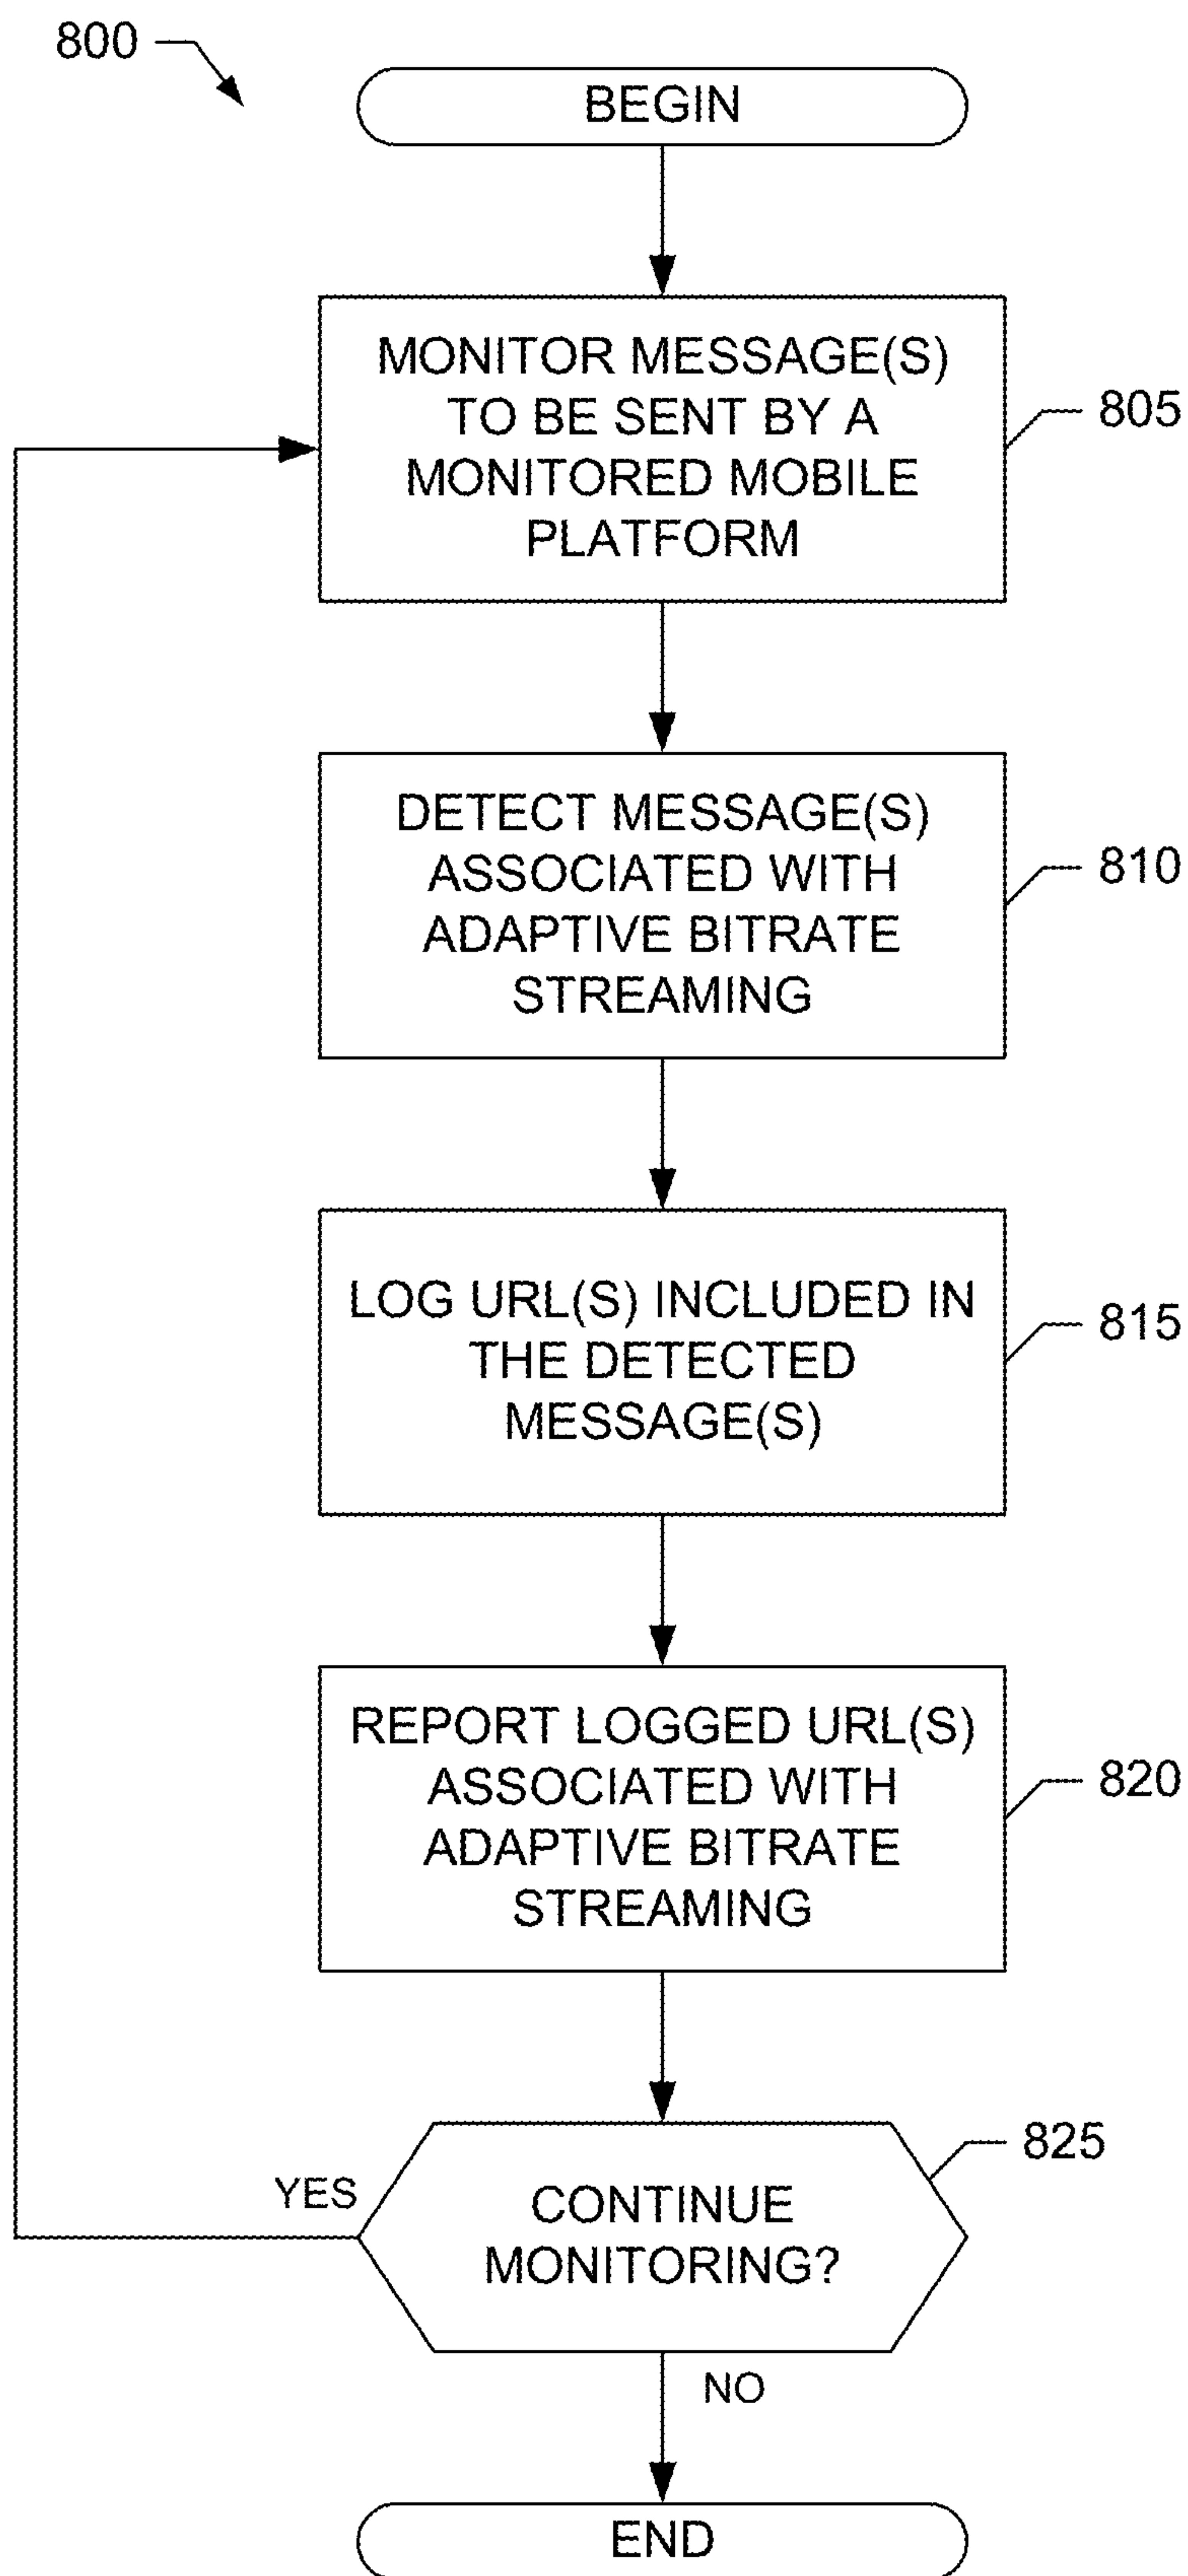 800
BEGIN
MONITOR MESSAGE(S)
TO BE SENT BY A
MONITORED MOBILE
PLATFORM
805
DETECT MESSAGE(S)
ASSOCIATED WITH
ADAPTIVE BITRATE
STREAMING
810
LOG URL(S) INCLUDED IN
THE DETECTED
MESSAGE(S)
815
REPORT LOGGED URL(S)
ASSOCIATED WITH
ADAPTIVE BITRATE
STREAMING
820
825
YES
CONTINUE
MONITORING?
NO
END